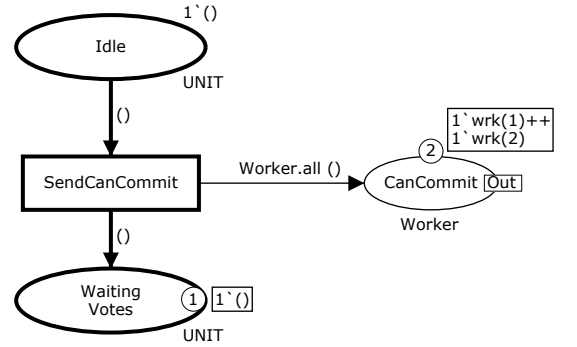 1`()
Idle
UNIT
()
1`wrk(1)++
1`wrk(2)
2
SendCanCommit
Worker.all ()
CanCommit
Out
Worker
()
Waiting
Votes
1
1`()
UNIT